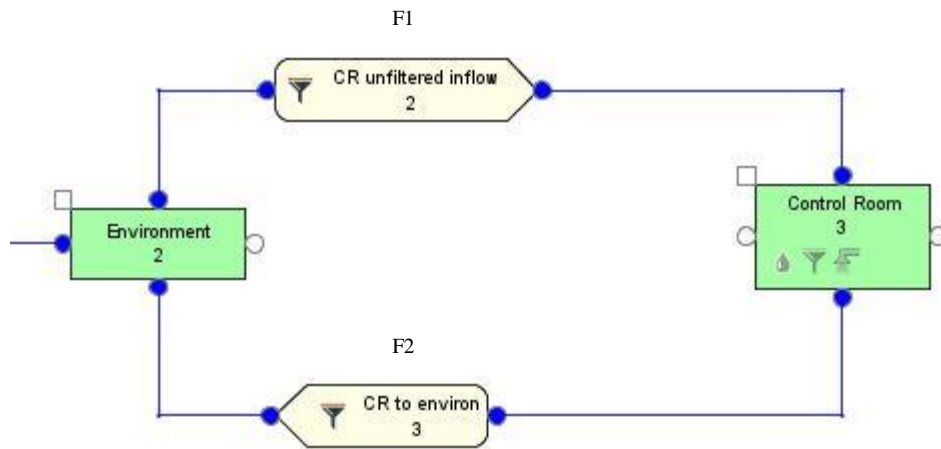 F1
CR unfiltered inflow
2
Environment
2
Control Room
3
F2
CR to environ
3